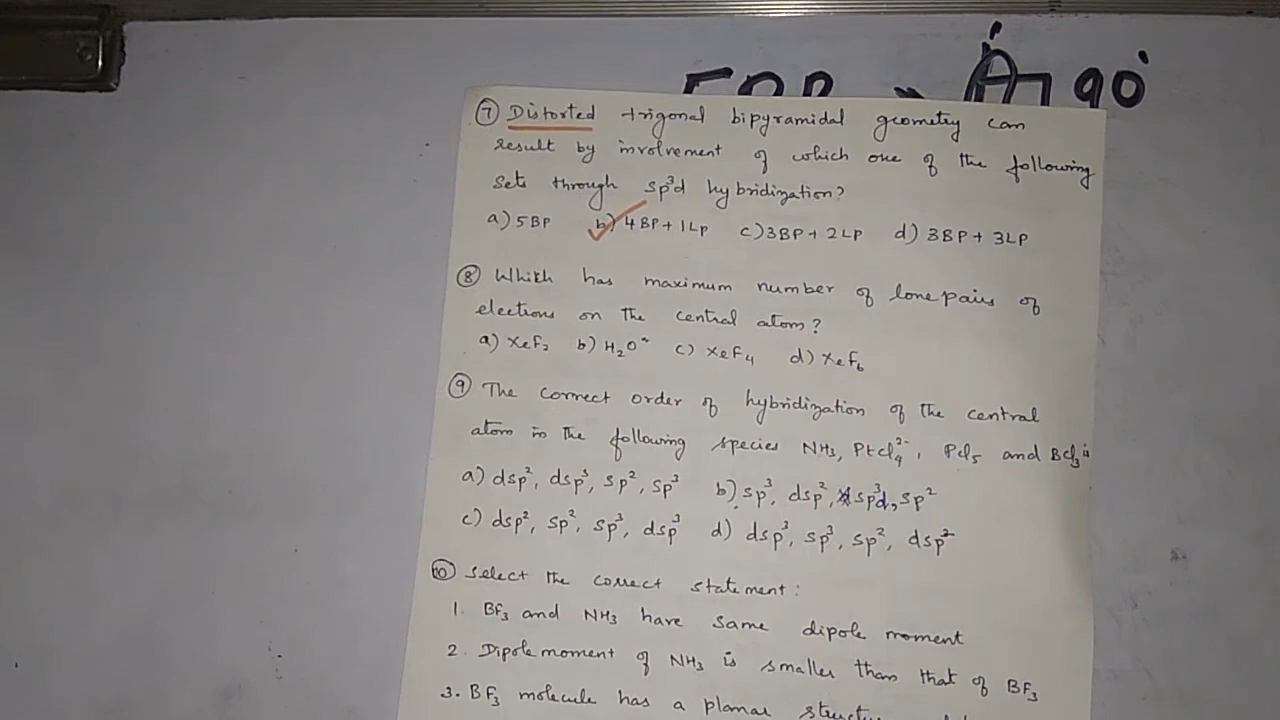 90°
⑦ Distorted trigonal bipyramidal geometry can
result by involvement of which one of the following
sets through sp³d hybridization?
a) 5BP b) 4BP + 1LP c) 3BP + 2LP d) 3BP + 3LP
⑧ Which has maximum number of lone pairs of
electrons on the central atom?
a) XeF₂ b) H₂O c) XeF₄ d) XeF₆
⑨ The correct order of hybridization of the central
atom in the following species NH₃, PtCl₄²⁻, PCl₅ and BCl₃ is
a) dsp², dsp³, sp², sp³ b) sp³, dsp², sp³d, sp²
c) dsp², sp², sp³, dsp³ d) dsp³, sp³, sp², dsp²
⑩ Select the correct statement:
1. BF₃ and NH₃ have same dipole moment
2. Dipole moment of NH₃ is smaller than that of BF₃
3. BF₃ molecule has a planar